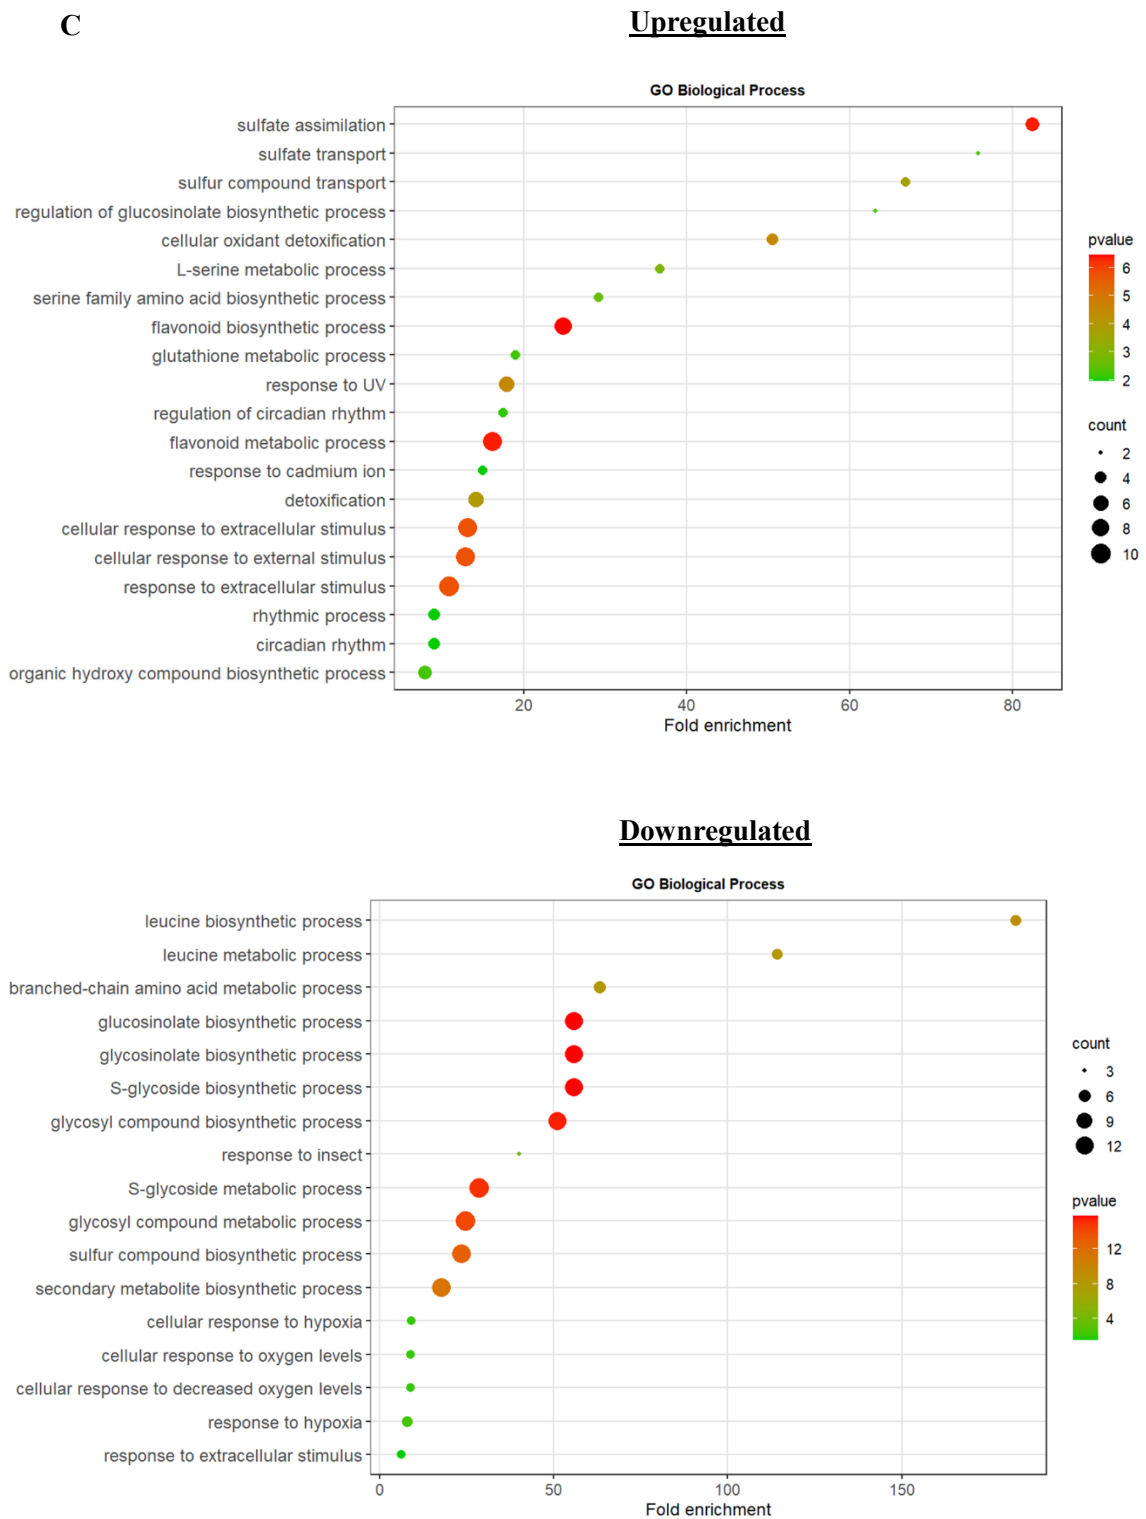 C
Upregulated
GO Biological Process
sulfate assimilation
sulfate transport
sulfur compound transport
regulation of glucosinolate biosynthetic process
cellular oxidant detoxification
L-serine metabolic process
serine family amino acid biosynthetic process
flavonoid biosynthetic process
glutathione metabolic process
response to UV
regulation of circadian rhythm
flavonoid metabolic process
response to cadmium ion
detoxification
cellular response to extracellular stimulus
cellular response to external stimulus
response to extracellular stimulus
rhythmic process
circadian rhythm
organic hydroxy compound biosynthetic process
20 40 60 80
Fold enrichment
pvalue
6
5
4
3
2
count
2
4
6
8
10
Downregulated
GO Biological Process
leucine biosynthetic process
leucine metabolic process
branched-chain amino acid metabolic process
glucosinolate biosynthetic process
glycosinolate biosynthetic process
S-glycoside biosynthetic process
glycosyl compound biosynthetic process
response to insect
S-glycoside metabolic process
glycosyl compound metabolic process
sulfur compound biosynthetic process
secondary metabolite biosynthetic process
cellular response to hypoxia
cellular response to oxygen levels
cellular response to decreased oxygen levels
response to hypoxia
response to extracellular stimulus
0 50 100 150
Fold enrichment
count
3
6
9
12
pvalue
12
8
4